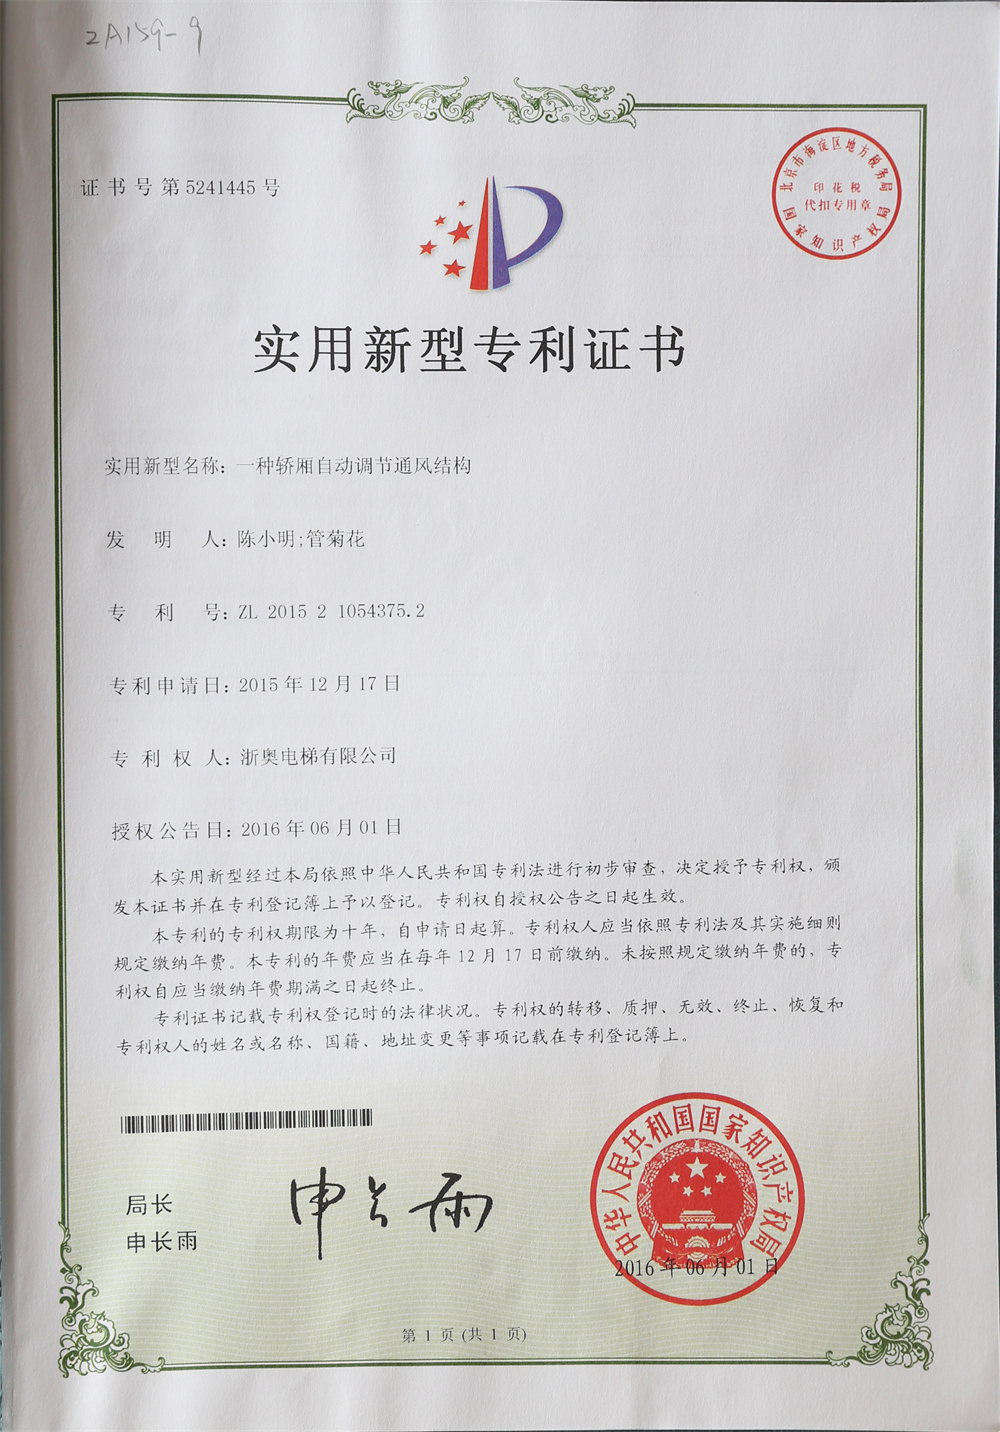 2A159-9
证书号第5241445号
北京市海淀区地方税务局
印花税
代扣专用章
国家知识产权局
实用新型专利证书
实用新型名称：一种轿厢自动调节通风结构
发明人：陈小明;管菊花
专利号：ZL 2015 2 1054375.2
专利申请日：2015年12月17日
专利权人：浙奥电梯有限公司
授权公告日：2016年06月01日
本实用新型经过本局依照中华人民共和国专利法进行初步审查，决定授予专利权，颁
发本证书并在专利登记簿上予以登记。专利权自授权公告之日起生效。
本专利的专利权期限为十年，自申请日起算。专利权人应当依照专利法及其实施细则
规定缴纳年费。本专利的年费应当在每年12月17日前缴纳。未按照规定缴纳年费的，专
利权自应当缴纳年费期满之日起终止。
专利证书记载专利权登记时的法律状况。专利权的转移、质押、无效、终止、恢复和
专利权人的姓名或名称、国籍、地址变更等事项记载在专利登记簿上。
局长
申长雨
申长雨
中华人民共和国国家知识产权局
2016年06月01日
第1页(共1页)